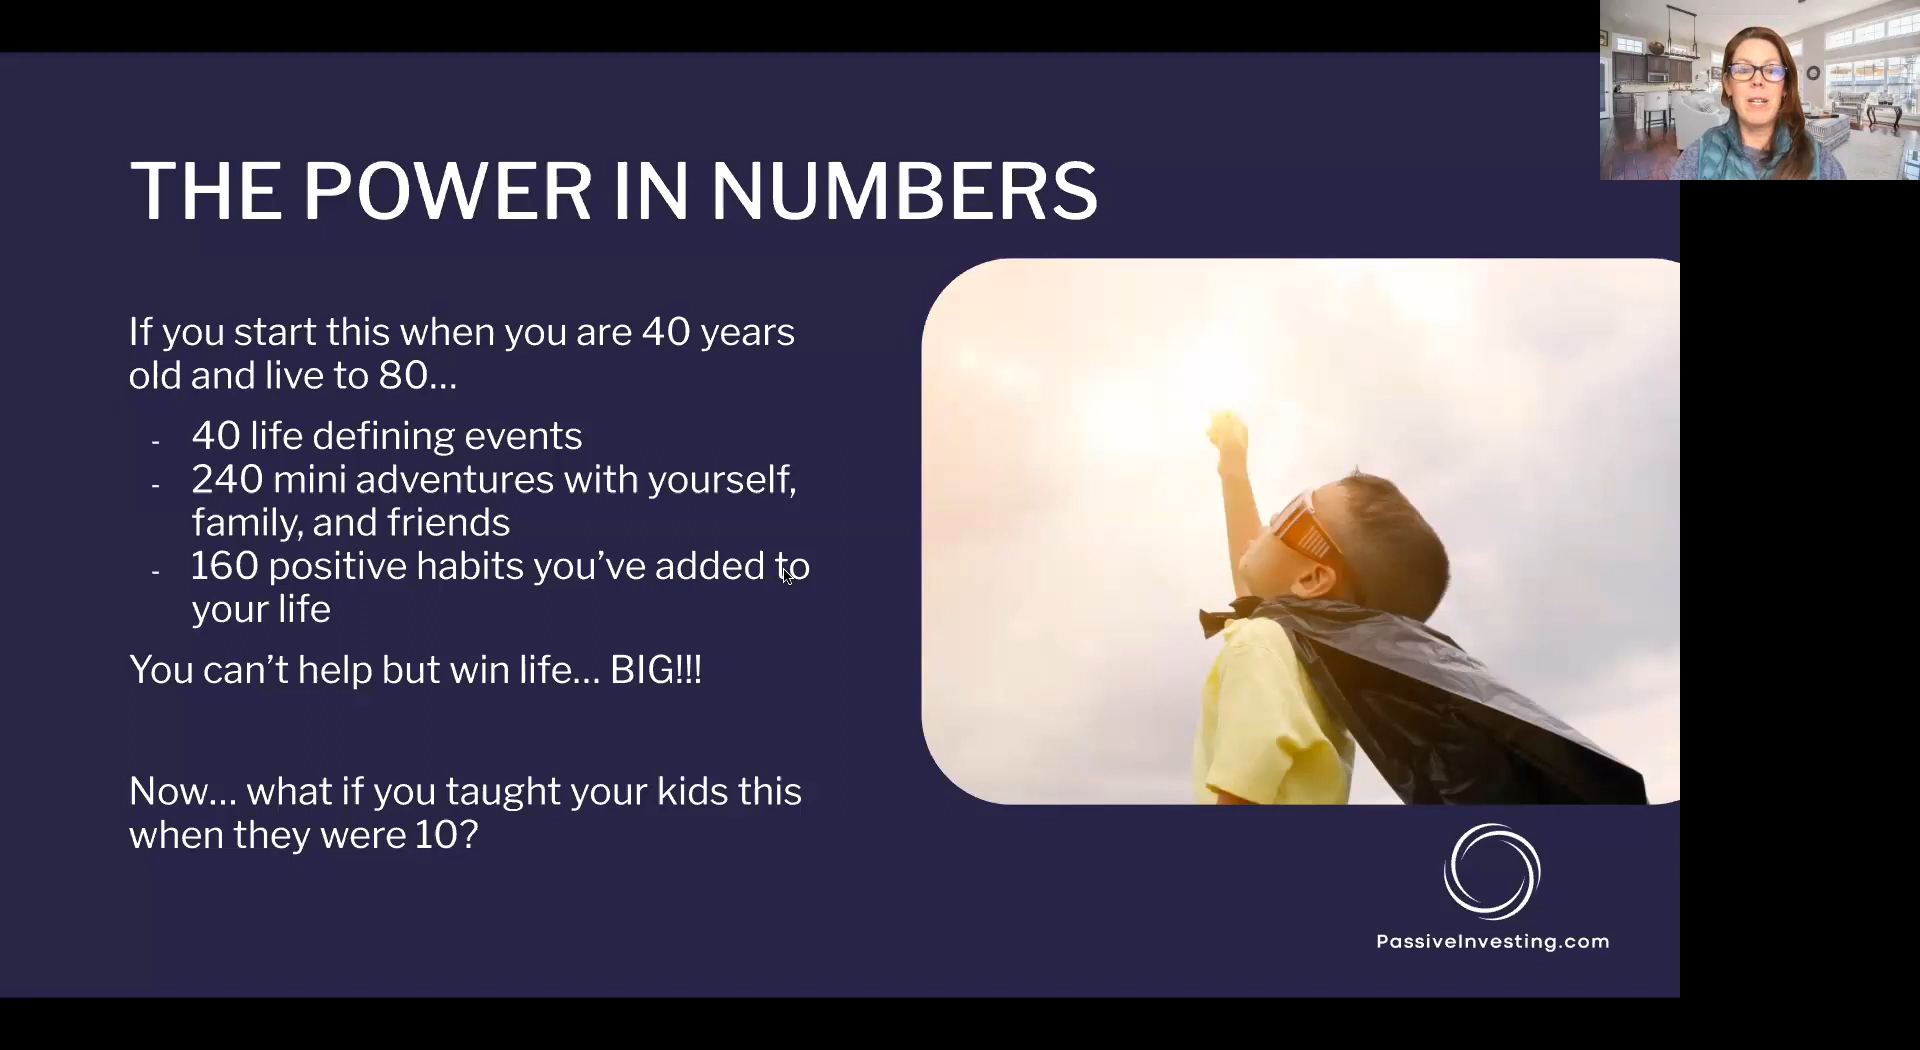 THE POWER IN NUMBERS
If you start this when you are 40 years
old and live to 80...
- 40 life defining events
- 240 mini adventures with yourself,
family, and friends
- 160 positive habits you’ve added to
your life
You can’t help but win life... BIG!!!
Now... what if you taught your kids this
when they were 10?
PassiveInvesting.com